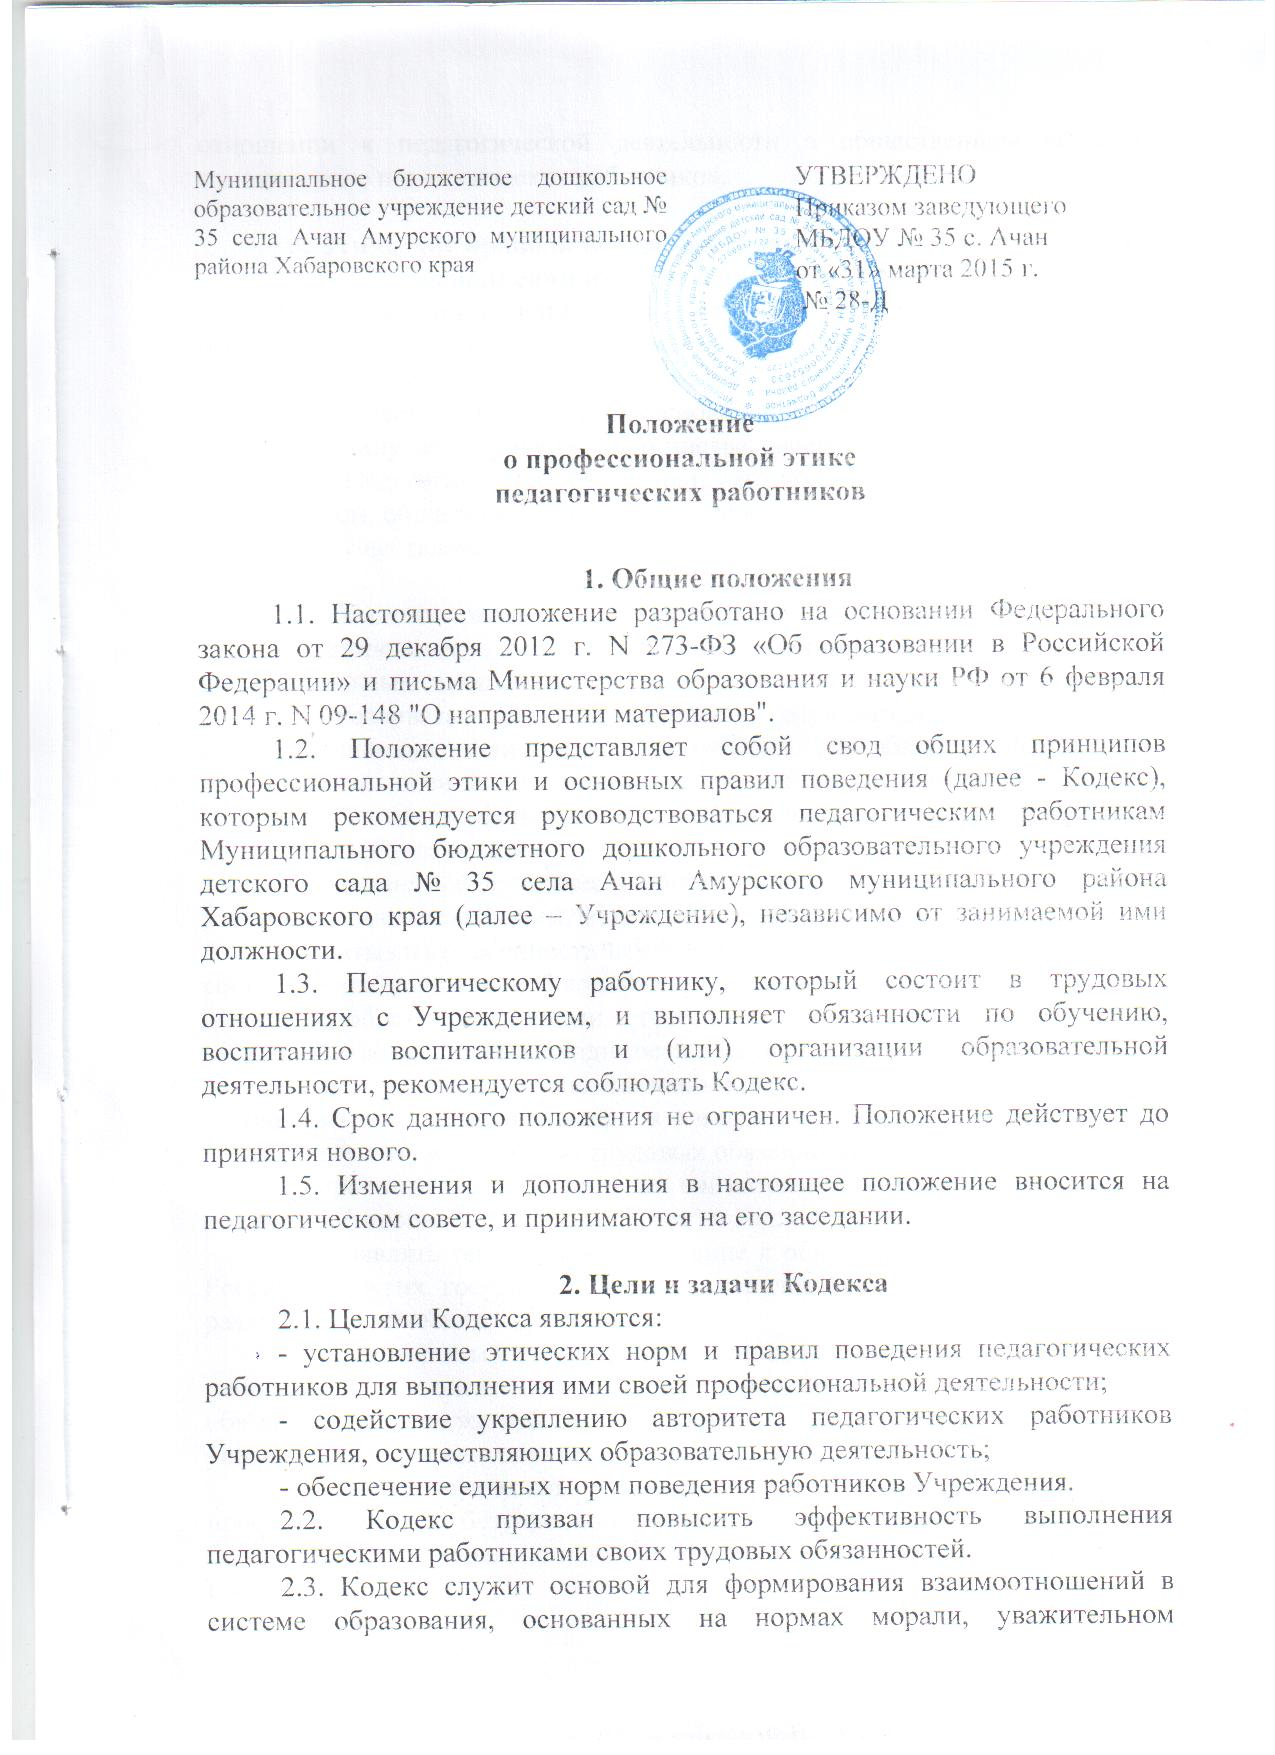 Муниципальное бюджетное дошкольное
образовательное учреждение детский сад №
35 села Ачан Амурского муниципального
района Хабаровского края
УТВЕРЖДЕНО
Приказом заведующего
МБДОУ № 35 с. Ачан
от «31» марта 2015 г.
№ 28-Д
Положение
о профессиональной этике
педагогических работников
1. Общие положения
1.1. Настоящее положение разработано на основании Федерального
закона от 29 декабря 2012 г. N 273-ФЗ «Об образовании в Российской
Федерации» и письма Министерства образования и науки РФ от 6 февраля
2014 г. N 09-148 "О направлении материалов".
1.2. Положение представляет собой свод общих принципов
профессиональной этики и основных правил поведения (далее - Кодекс),
которым рекомендуется руководствоваться педагогическим работникам
Муниципального бюджетного дошкольного образовательного учреждения
детского сада № 35 села Ачан Амурского муниципального района
Хабаровского края (далее – Учреждение), независимо от занимаемой ими
должности.
1.3. Педагогическому работнику, который состоит в трудовых
отношениях с Учреждением, и выполняет обязанности по обучению,
воспитанию воспитанников и (или) организации образовательной
деятельности, рекомендуется соблюдать Кодекс.
1.4. Срок данного положения не ограничен. Положение действует до
принятия нового.
1.5. Изменения и дополнения в настоящее положение вносится на
педагогическом совете, и принимаются на его заседании.
2. Цели и задачи Кодекса
2.1. Целями Кодекса являются:
- установление этических норм и правил поведения педагогических
работников для выполнения ими своей профессиональной деятельности;
- содействие укреплению авторитета педагогических работников
Учреждения, осуществляющих образовательную деятельность;
- обеспечение единых норм поведения работников Учреждения.
2.2. Кодекс призван повысить эффективность выполнения
педагогическими работниками своих трудовых обязанностей.
2.3. Кодекс служит основой для формирования взаимоотношений в
системе образования, основанных на нормах морали, уважительном